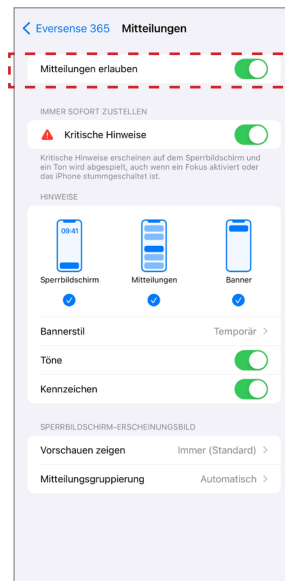 Eversense 365 Mitteilungen
Mitteilungen erlauben
IMMER SOFORT ZUSTELLEN
Kritische Hinweise
Kritische Hinweise erscheinen auf dem Sperrbildschirm und
ein Ton wird abgespielt, auch wenn ein Fokus aktiviert oder
das iPhone stummgeschaltet ist.
HINWEISE
09:41
Sperrbildschirm Mitteilungen Banner
Bannerstil Temporär
Töne
Kennzeichen
SPERRBILDSCHIRM-ERSCHEINUNGSBILD
Vorschauen zeigen Immer (Standard)
Mitteilungsgruppierung Automatisch